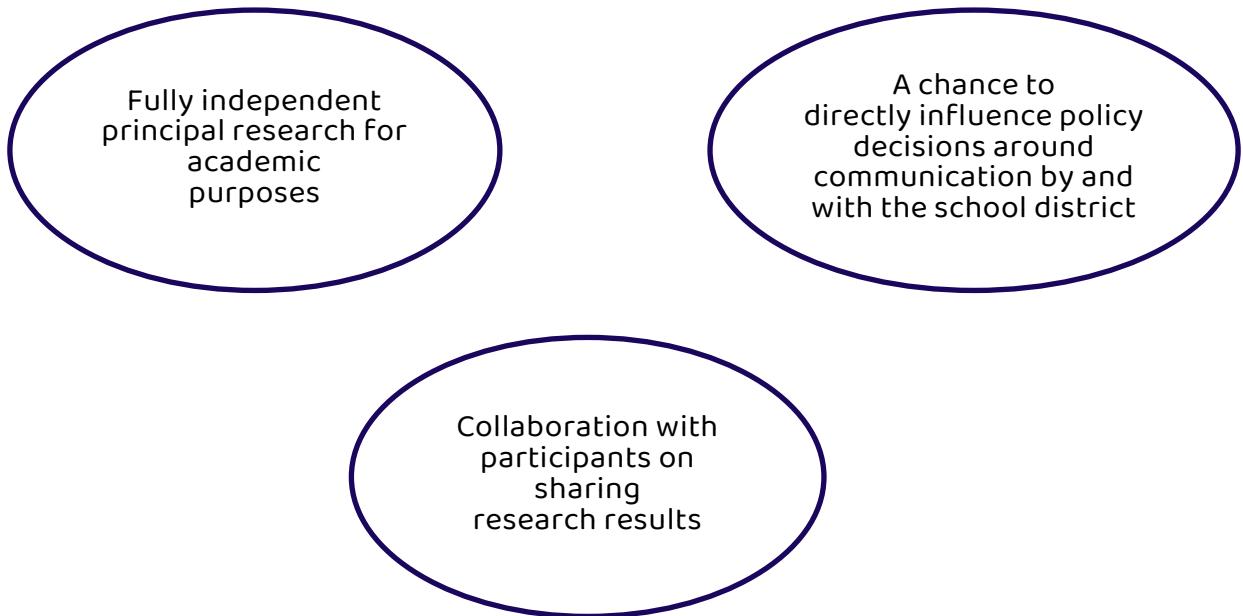 Fully independent
principal research for
academic
purposes
A chance to
directly influence policy
decisions around
communication by and
with the school district
Collaboration with
participants on
sharing
research results